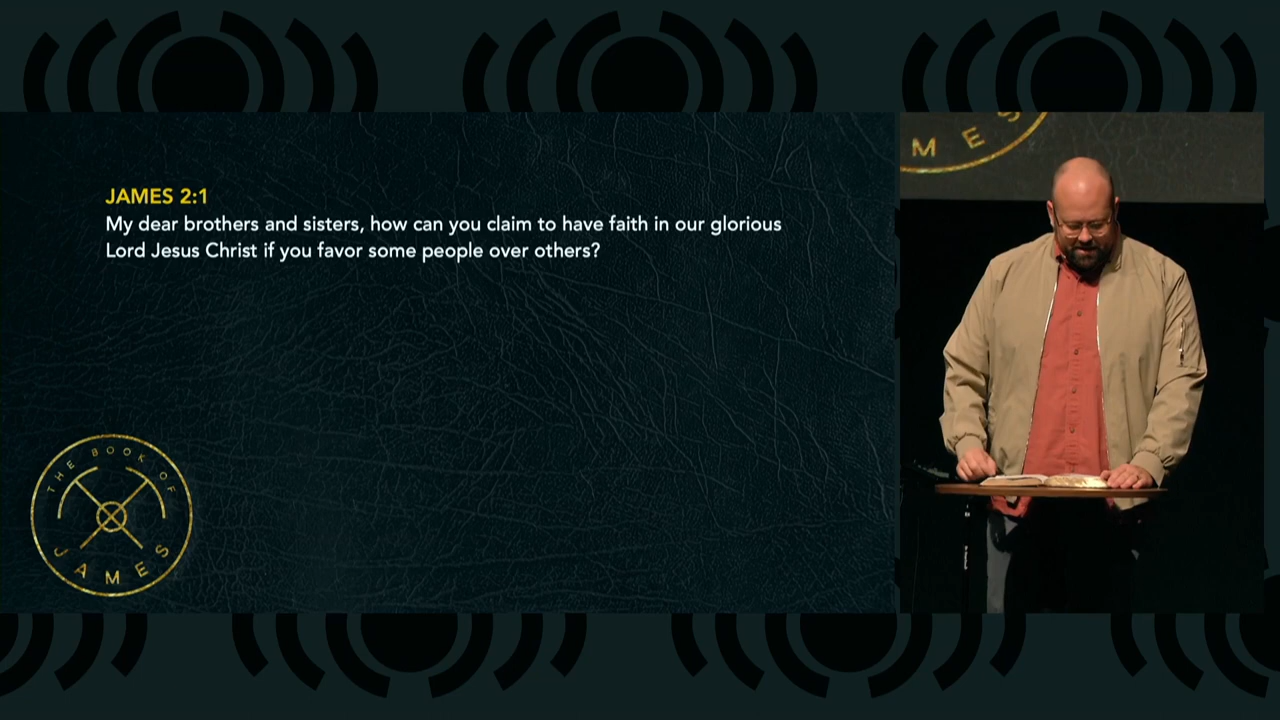 JAMES 2:1
My dear brothers and sisters, how can you claim to have faith in our glorious
Lord Jesus Christ if you favor some people over others?
THE BOOK OF
JAMES
MES